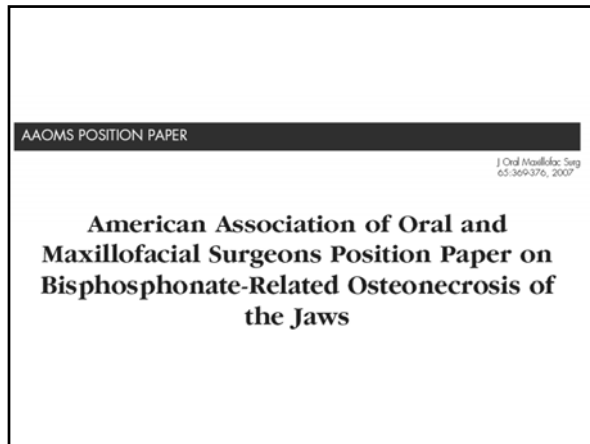 AAOMS POSITION PAPER
J Oral Maxillofac Surg
65:369-376, 2007
American Association of Oral and
Maxillofacial Surgeons Position Paper on
Bisphosphonate-Related Osteonecrosis of
the Jaws